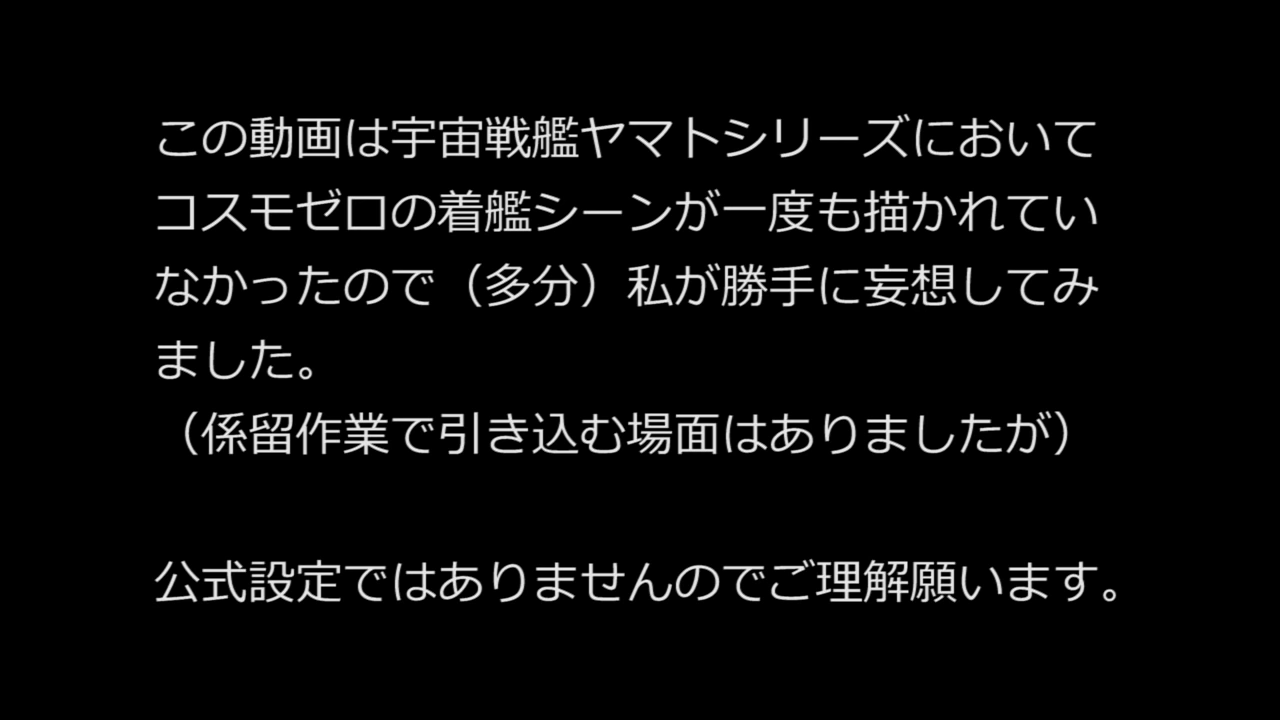 この動画は宇宙戦艦ヤマトシリーズにおいて
コスモゼロの着艦シーンが一度も描かれてい
なかったので（多分）私が勝手に妄想してみ
ました。
（係留作業で引き込む場面はありましたが）
公式設定ではありませんのでご理解願います。